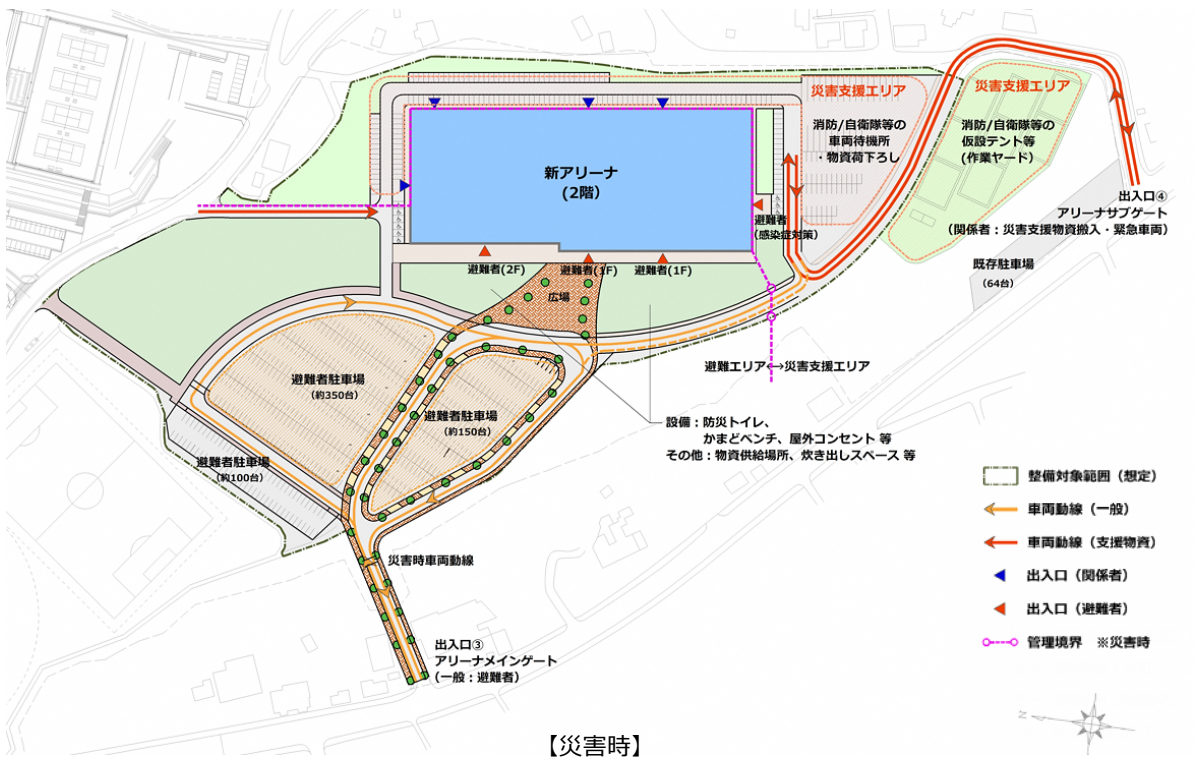 災害支援エリア
消防/自衛隊等の
車両待機所
・物資荷下ろし
災害支援エリア
消防/自衛隊等の
仮設テント等
(作業ヤード)
新アリーナ
(2階)
出入口④
アリーナサブゲート
(関係者：災害支援物資搬入・緊急車両)
避難者
(感染症対策)
既存駐車場
(64台)
避難者(2F)
避難者(1F)
避難者(1F)
広場
避難エリア⟷災害支援エリア
避難者駐車場
(約350台)
避難者駐車場
(約150台)
避難者駐車場
(約100台)
設備：防災トイレ、
かまどベンチ、屋外コンセント 等
その他：物資供給場所、炊き出しスペース 等
災害時車両動線
出入口③
アリーナメインゲート
(一般：避難者)
整備対象範囲（想定）
車両動線（一般）
車両動線（支援物資）
出入口（関係者）
出入口（避難者）
管理境界　※災害時
Z
【災害時】